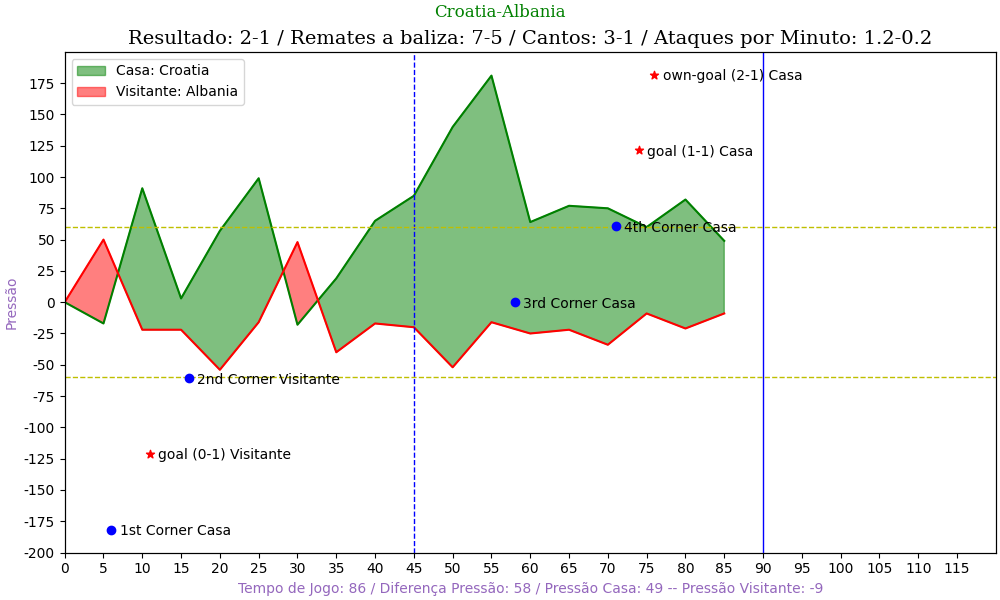 Croatia-Albania
Resultado: 2-1 / Remates a baliza: 7-5 / Cantos: 3-1 / Ataques por Minuto: 1.2-0.2
Casa: Croatia
Visitante: Albania
own-goal (2-1) Casa
goal (1-1) Casa
4th Corner Casa
3rd Corner Casa
2nd Corner Visitante
goal (0-1) Visitante
1st Corner Casa
Pressão
175
150
125
100
75
50
25
0
-25
-50
-75
-100
-125
-150
-175
-200
0 5 10 15 20 25 30 35 40 45 50 55 60 65 70 75 80 85 90 95 100 105 110 115
Tempo de Jogo: 86 / Diferença Pressão: 58 / Pressão Casa: 49 -- Pressão Visitante: -9